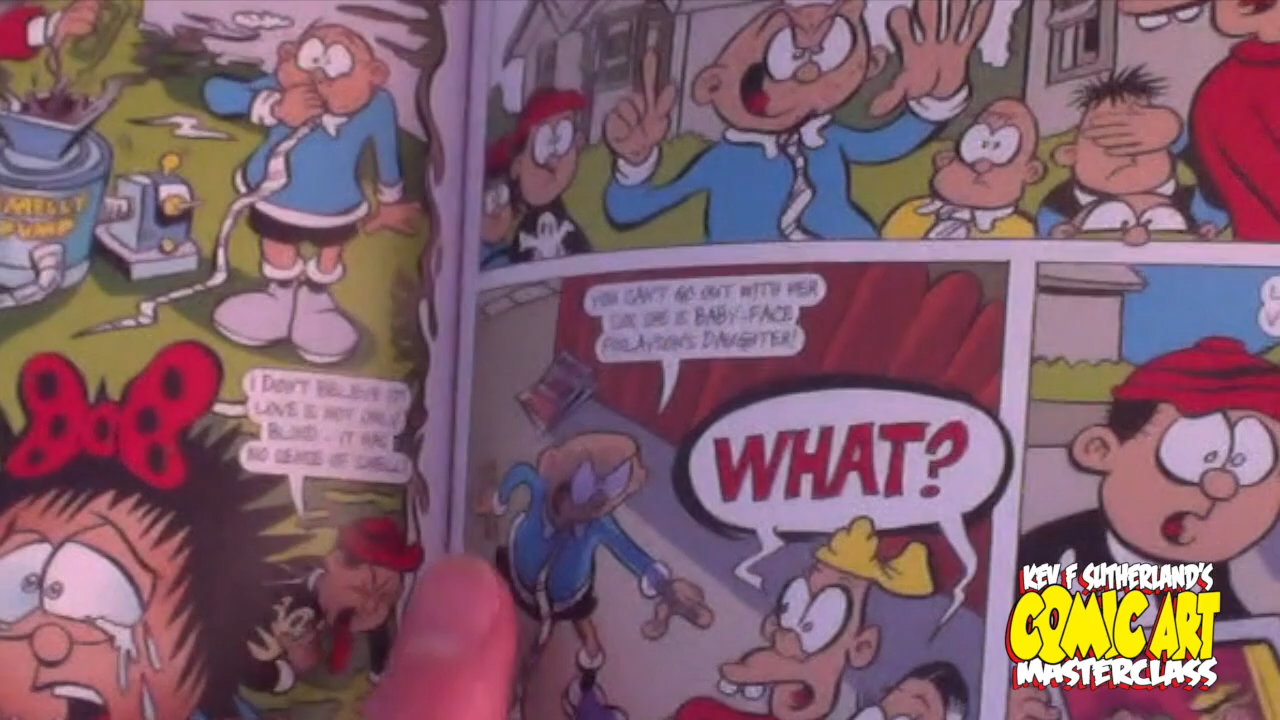 SMELLY
PUMP
I DON'T BELIEVE IT
LOVE IS NOT ONLY
BLIND - IT HAS
NO SENSE OF SMELL
YOU CAN'T GO OUT WITH HER
SHE IS BABY-FACE
FINLAYSON'S DAUGHTER!
WHAT?
KEV F SUTHERLAND'S
COMIC ART
MASTERCLASS